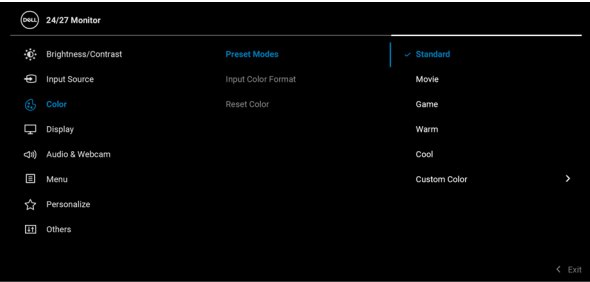 DELL 24/27 Monitor
Brightness/Contrast Preset Modes Standard
Input Source Input Color Format Movie
Color Reset Color Game
Display Warm
Audio & Webcam Cool
Menu Custom Color
Personalize
Others
Exit